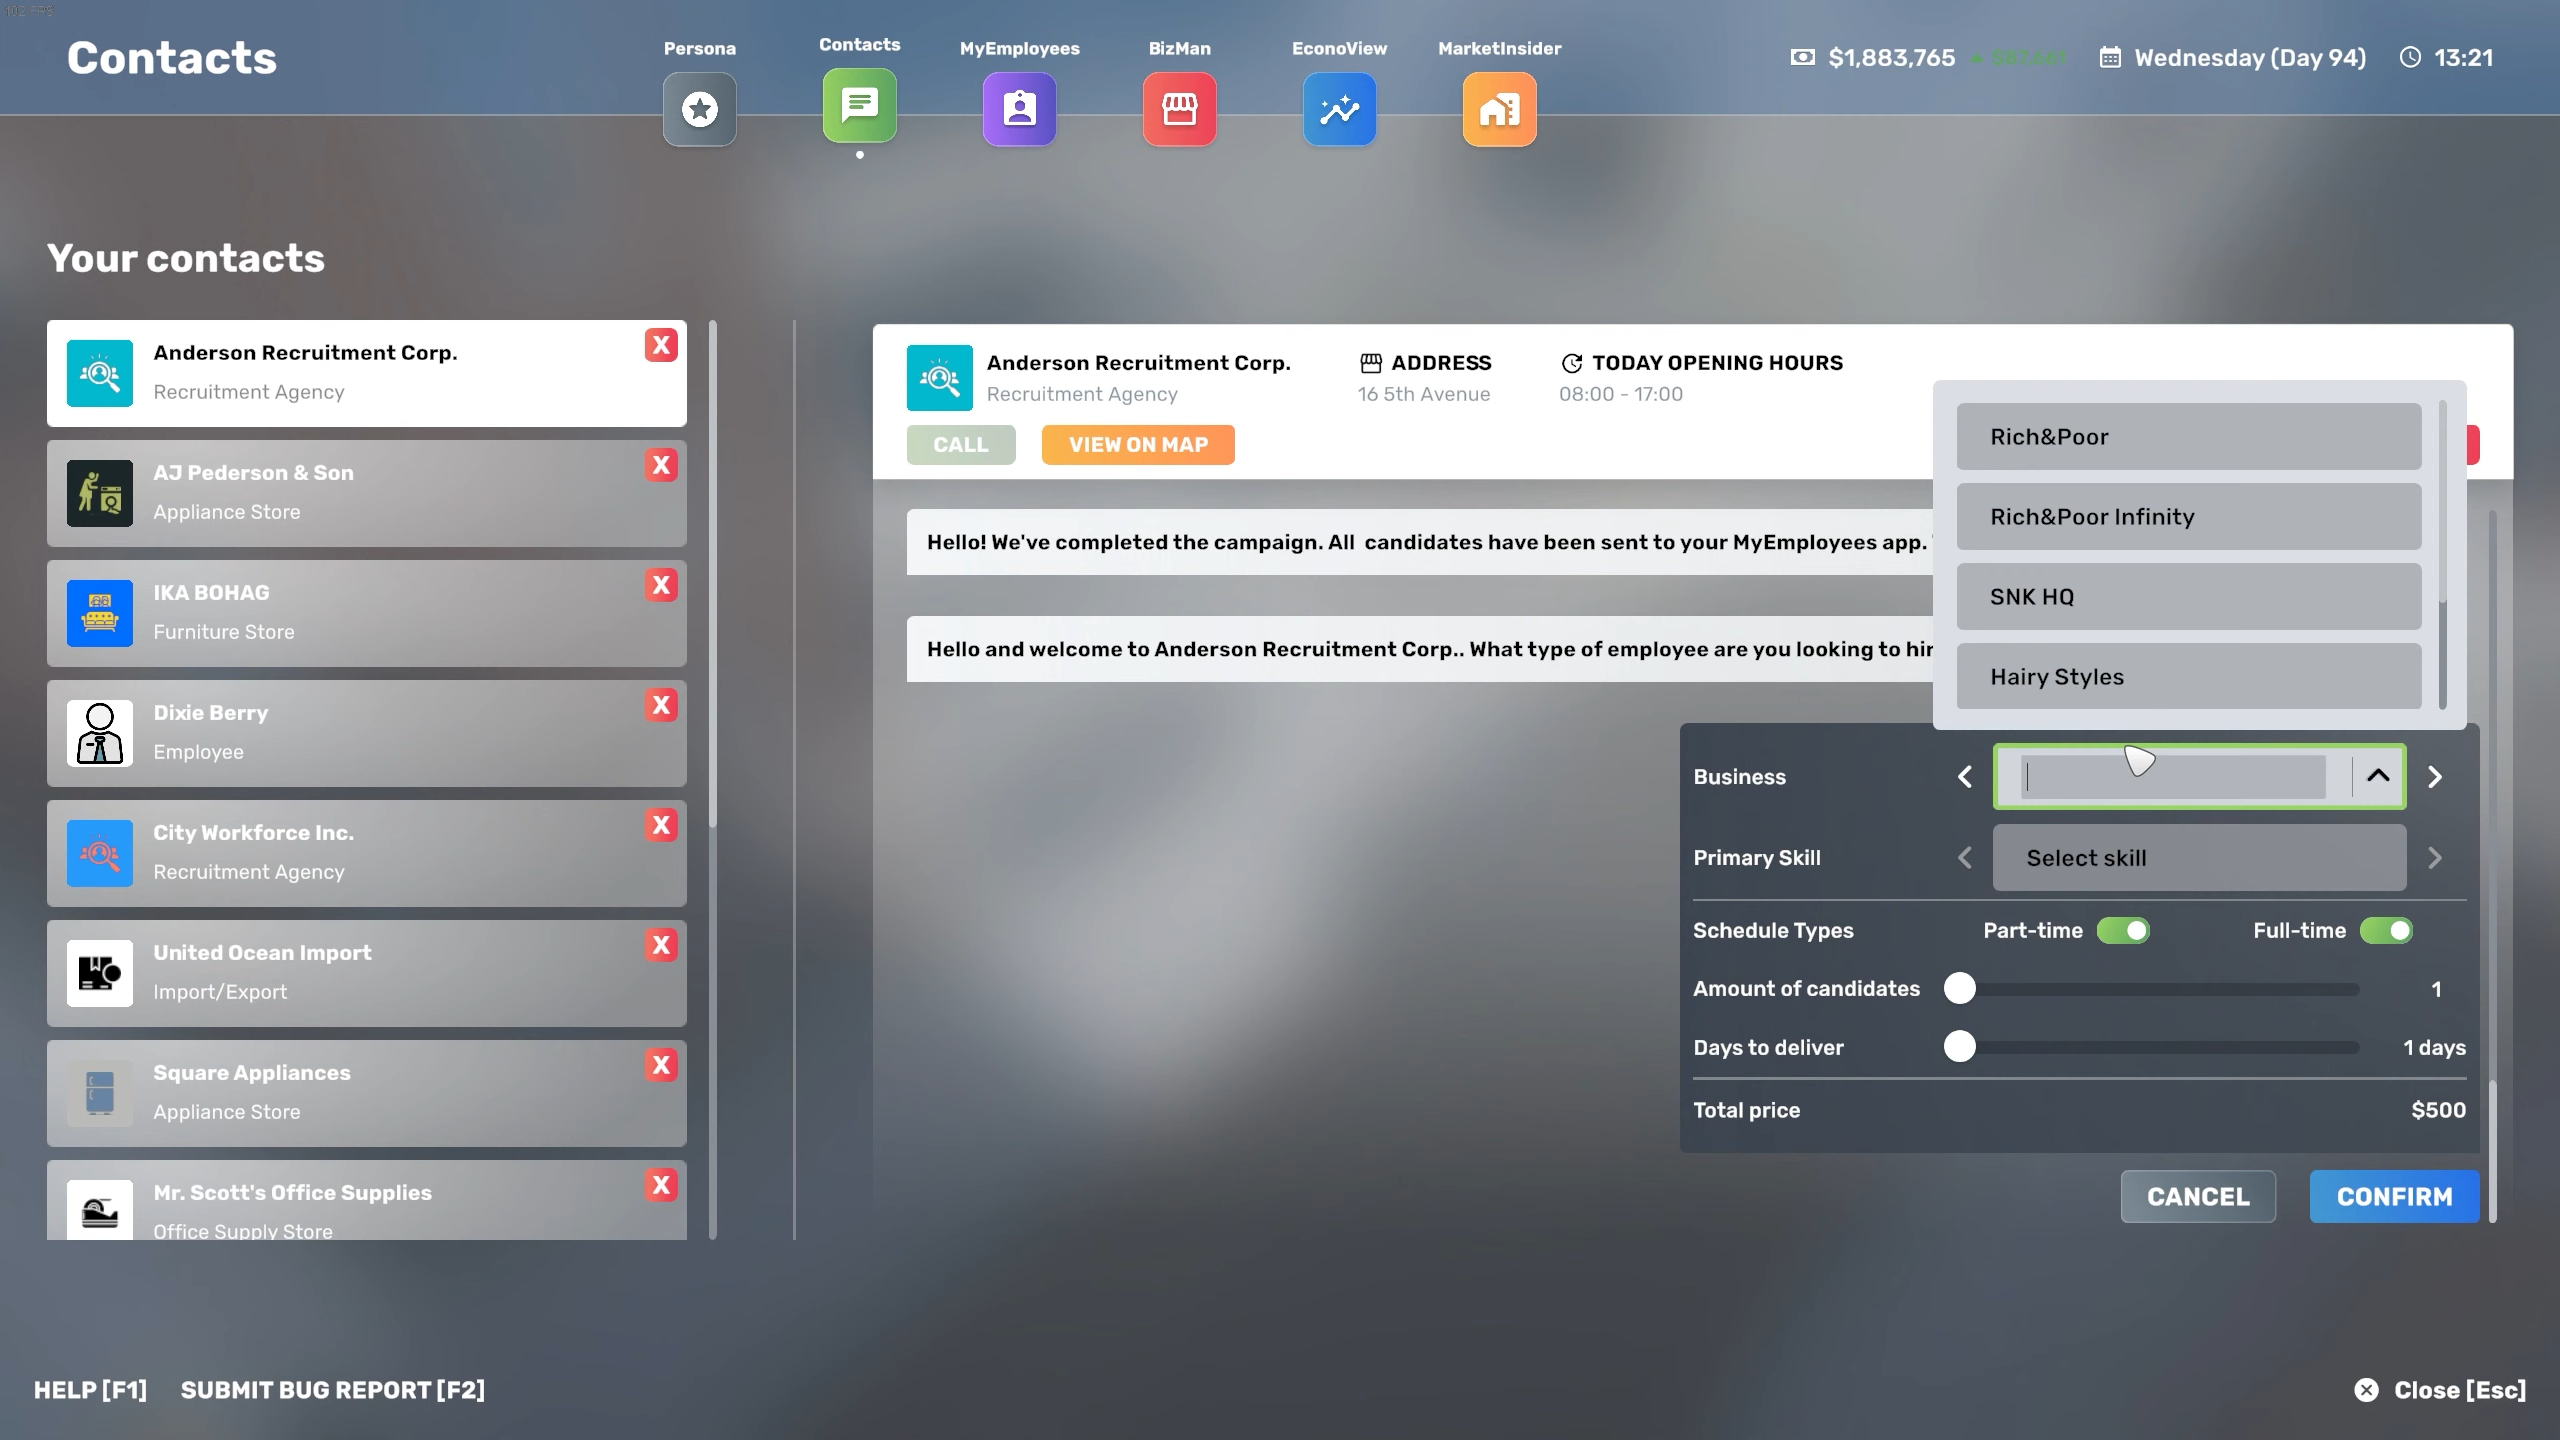 Contacts
Persona
Contacts
MyEmployees
BizMan
EconoView
MarketInsider
$1,883,765
Wednesday (Day 94)
13:21
Your contacts
Anderson Recruitment Corp.
Recruitment Agency
X
AJ Pederson & Son
Appliance Store
X
IKA BOHAG
Furniture Store
X
Dixie Berry
Employee
X
City Workforce Inc.
Recruitment Agency
X
United Ocean Import
Import/Export
X
Square Appliances
Appliance Store
X
Mr. Scott's Office Supplies
Office Supply Store
X
Anderson Recruitment Corp.
Recruitment Agency
ADDRESS
16 5th Avenue
TODAY OPENING HOURS
08:00 - 17:00
CALL
VIEW ON MAP
Hello! We've completed the campaign. All candidates have been sent to your MyEmployees app.
Hello and welcome to Anderson Recruitment Corp.. What type of employee are you looking to
Rich&Poor
Rich&Poor Infinity
SNK HQ
Hairy Styles
Business
Primary Skill
Select skill
Schedule Types
Part-time
Full-time
Amount of candidates
1
Days to deliver
1 days
Total price
$500
CANCEL
CONFIRM
HELP [F1]
SUBMIT BUG REPORT [F2]
Close [Esc]